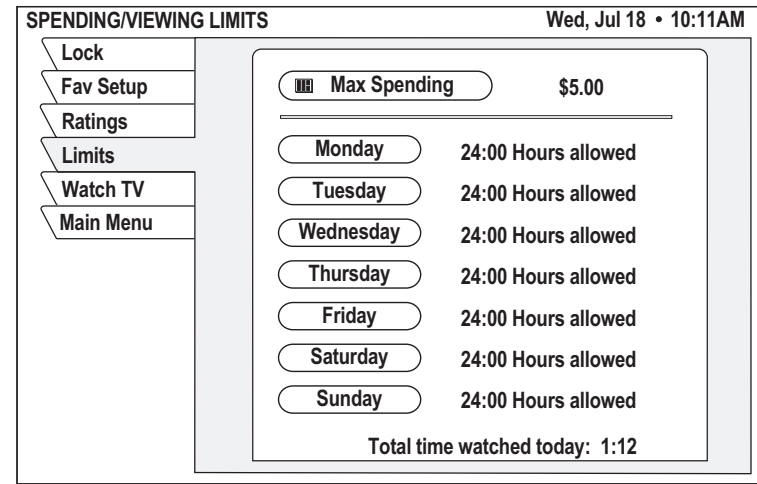 SPENDING/VIEWING LIMITS Wed, Jul 18 • 10:11AM
Lock
Fav Setup
Ratings
Limits
Watch TV
Main Menu
Max Spending $5.00
Monday 24:00 Hours allowed
Tuesday 24:00 Hours allowed
Wednesday 24:00 Hours allowed
Thursday 24:00 Hours allowed
Friday 24:00 Hours allowed
Saturday 24:00 Hours allowed
Sunday 24:00 Hours allowed
Total time watched today: 1:12